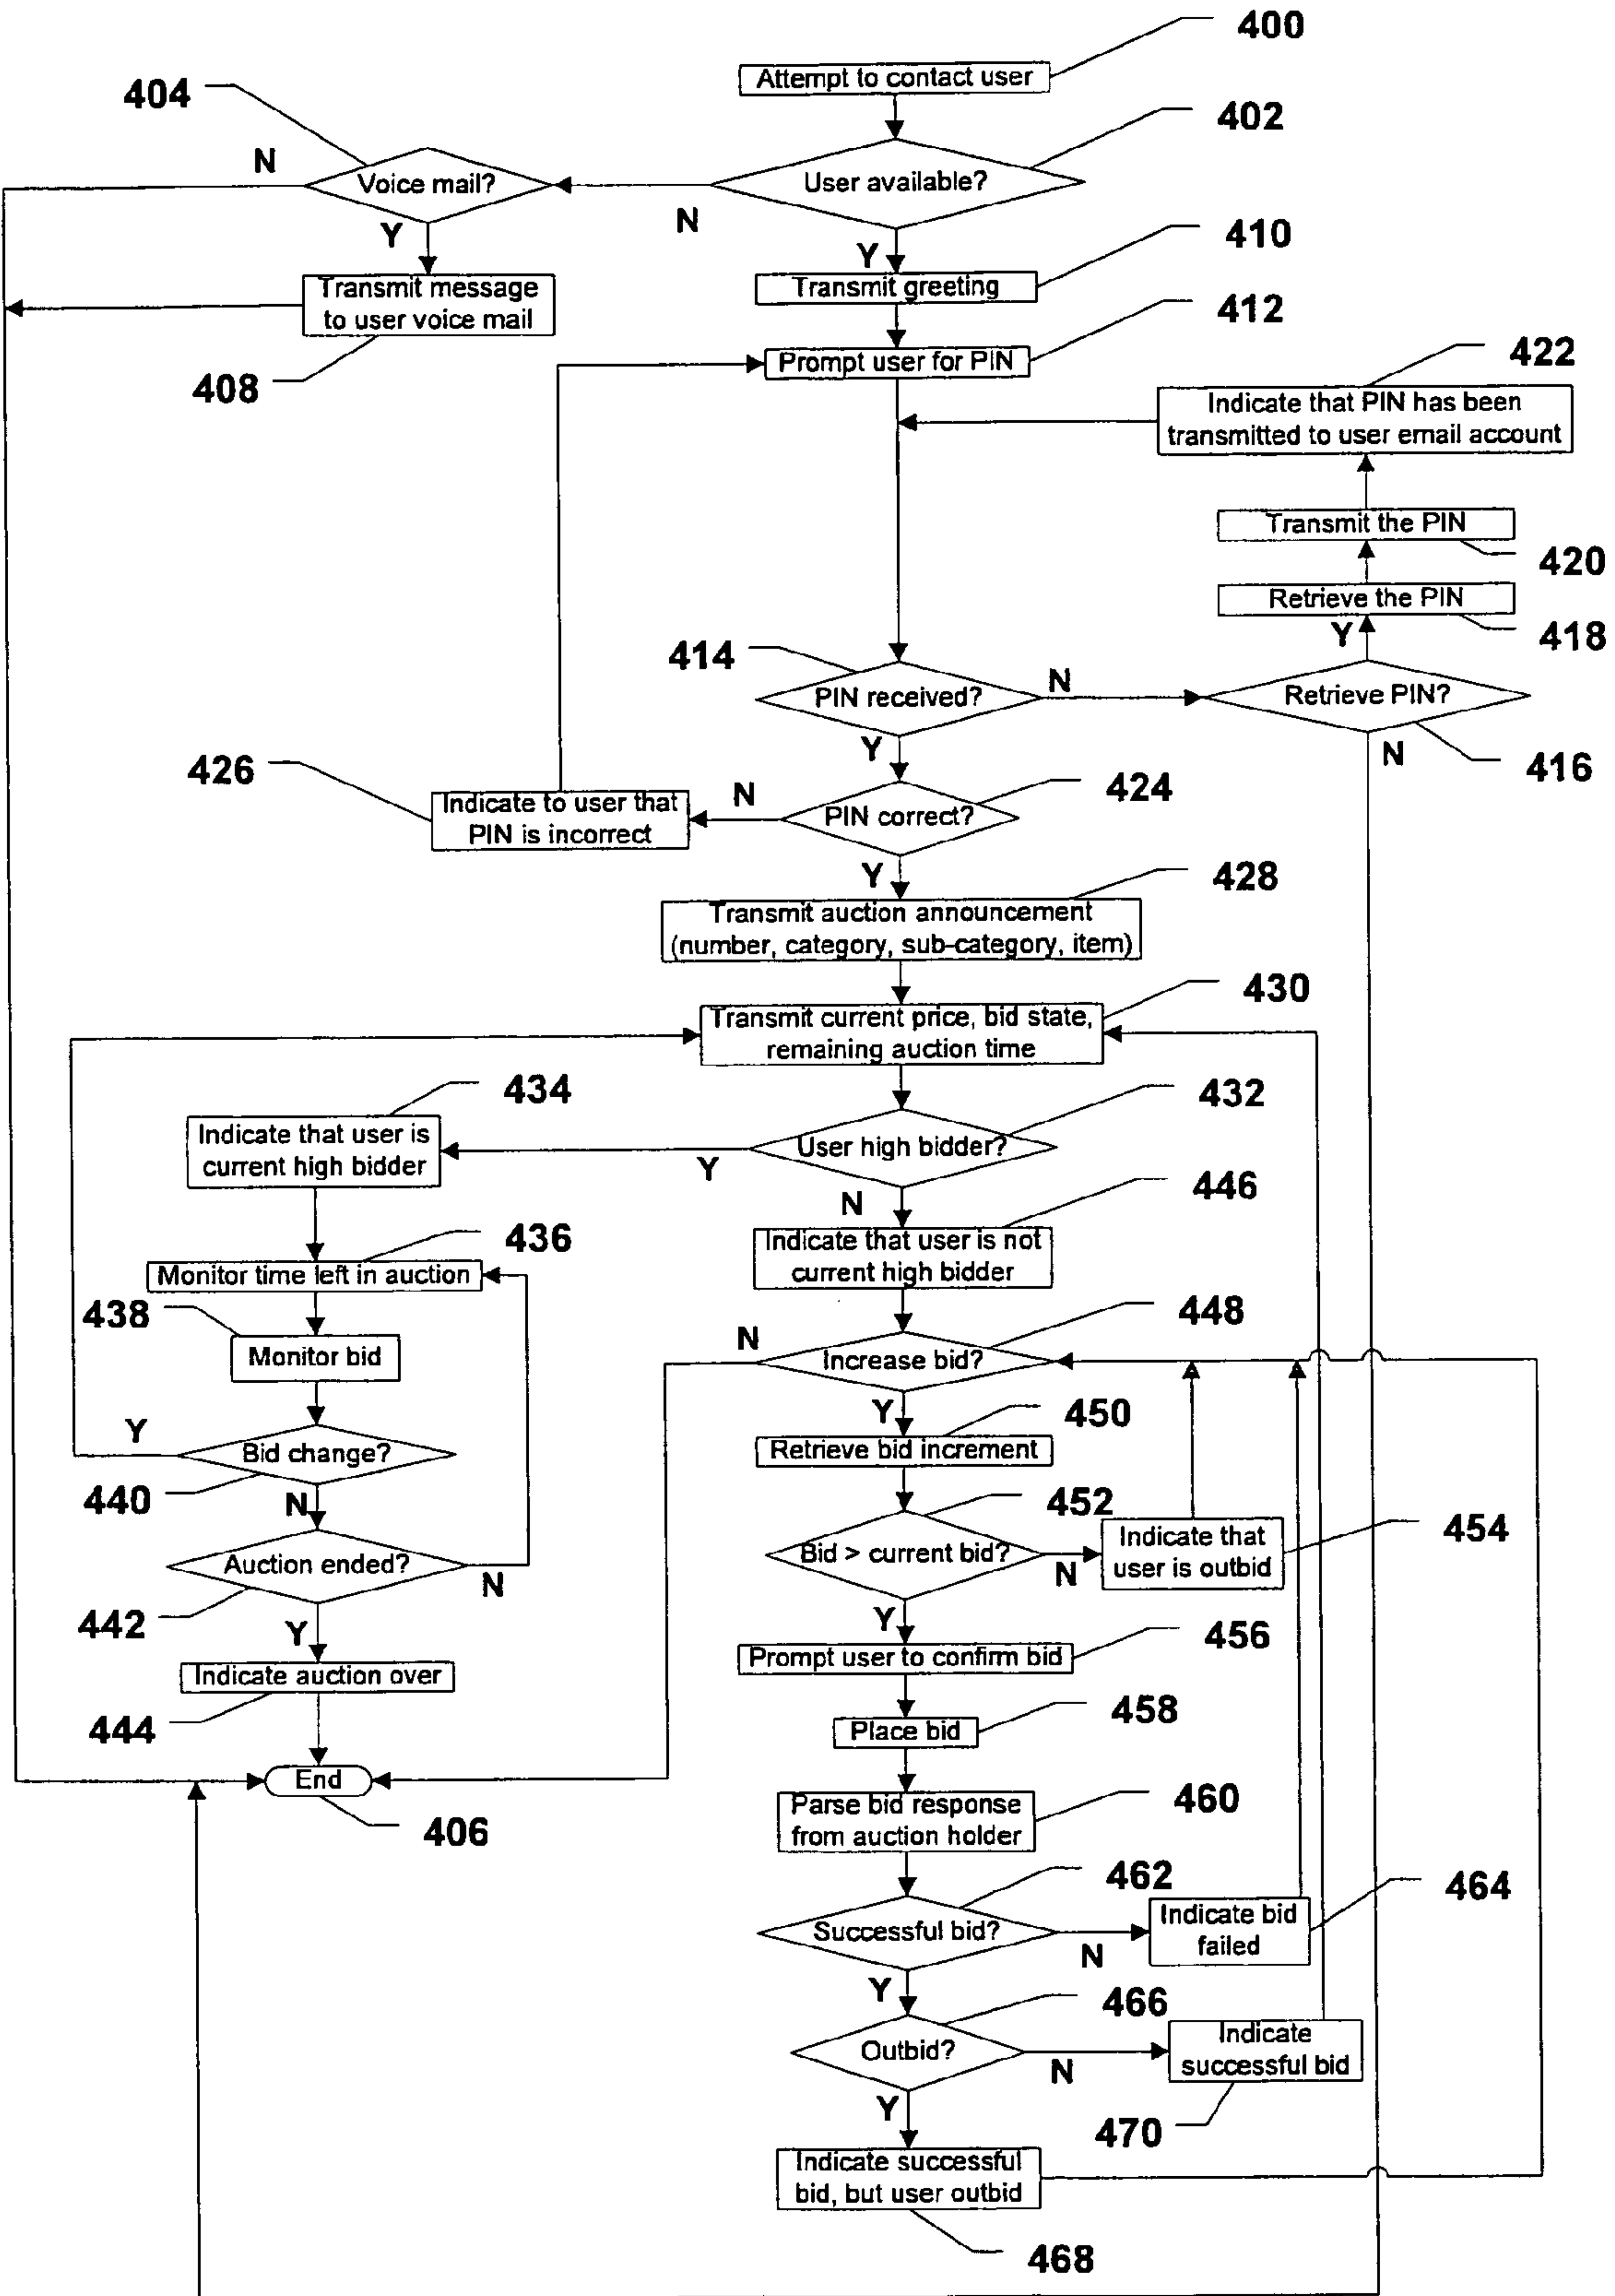 400
Attempt to contact user
404
402
N
Voice mail?
User available?
N
Y
410
Y
Transmit message
to user voice mail
Transmit greeting
412
408
Prompt user for PIN
422
Indicate that PIN has been
transmitted to user email account
Transmit the PIN
420
Retrieve the PIN
418
Y
414
PIN received?
N
Retrieve PIN?
Y
N
416
426
424
Indicate to user that
PIN is incorrect
N
PIN correct?
Y
428
Transmit auction announcement
(number, category, sub-category, item)
430
Transmit current price, bid state,
remaining auction time
434
432
Indicate that user is
current high bidder
Y
User high bidder?
446
N
Indicate that user is not
current high bidder
436
Monitor time left in auction
438
448
N
Monitor bid
Increase bid?
Y
450
Y
Bid change?
Retrieve bid increment
440
N
452
Bid > current bid?
N
Indicate that
user is outbid
454
Auction ended?
N
442
Y
Y
456
Prompt user to confirm bid
Indicate auction over
444
458
Place bid
End
406
Parse bid response
from auction holder
460
462
464
Successful bid?
N
Indicate bid
failed
Y
466
Outbid?
N
Indicate
successful bid
470
Y
Indicate successful
bid, but user outbid
468